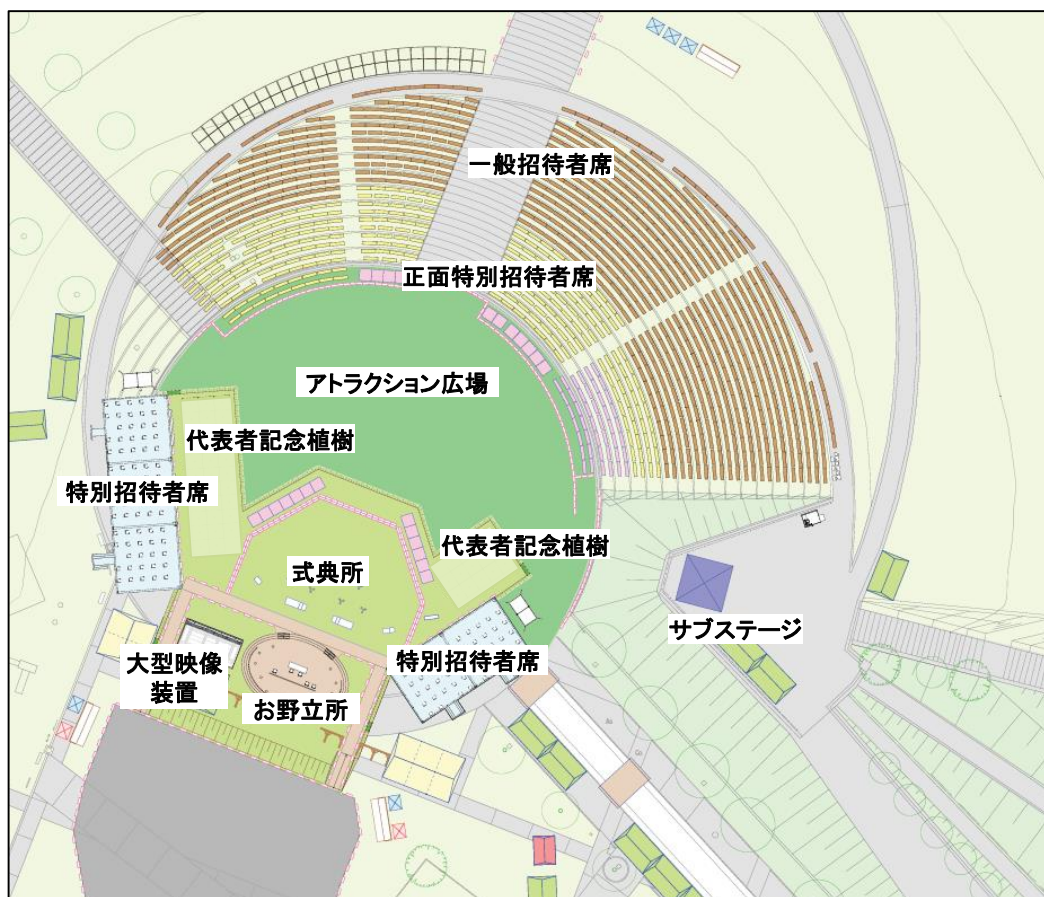 一般招待者席
正面特別招待者席
アトラクション広場
代表者記念植樹
特別招待者席
代表者記念植樹
式典所
サブステージ
特別招待者席
大型映像
装置
お野立所